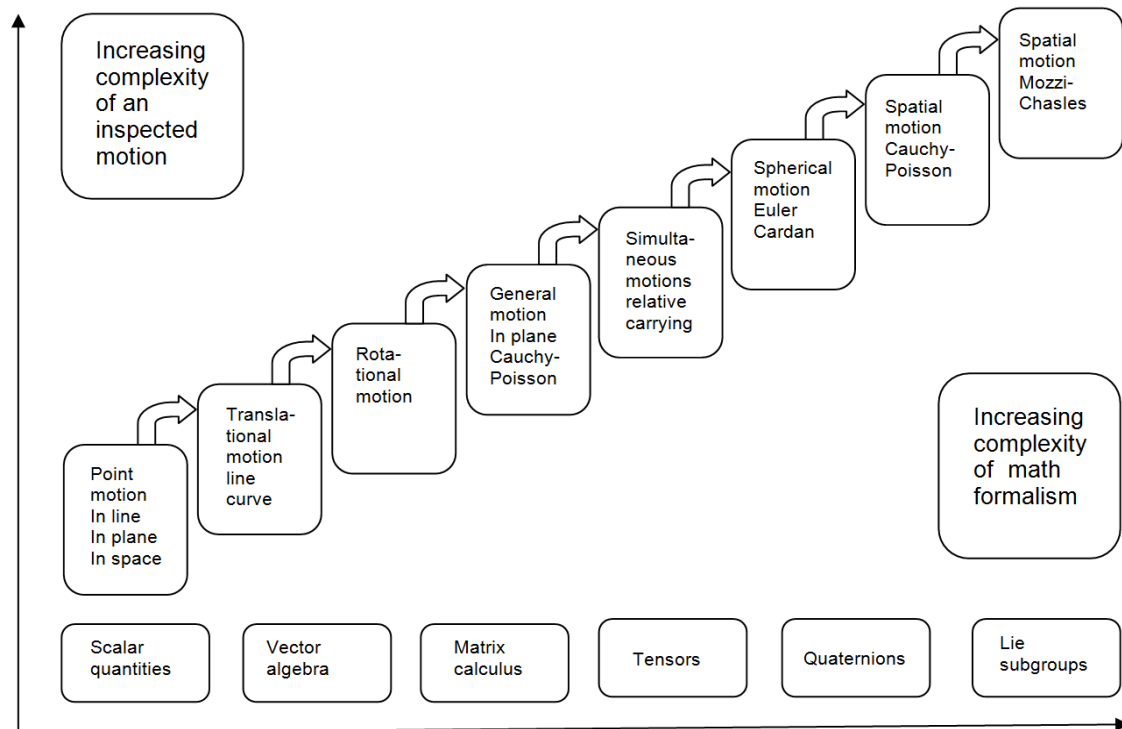 Increasing
complexity
of an
inspected
motion
Point
motion
In line
In plane
In space
Transla-
tional
motion
line
curve
Rota-
tional
motion
General
motion
In plane
Cauchy-
Poisson
Simulta-
neous
motions
relative
carrying
Spherical
motion
Euler
Cardan
Spatial
motion
Cauchy-
Poisson
Spatial
motion
Mozzi-
Chasles
Increasing
complexity
of math
formalism
Scalar
quantities
Vector
algebra
Matrix
calculus
Tensors
Quaternions
Lie
subgroups